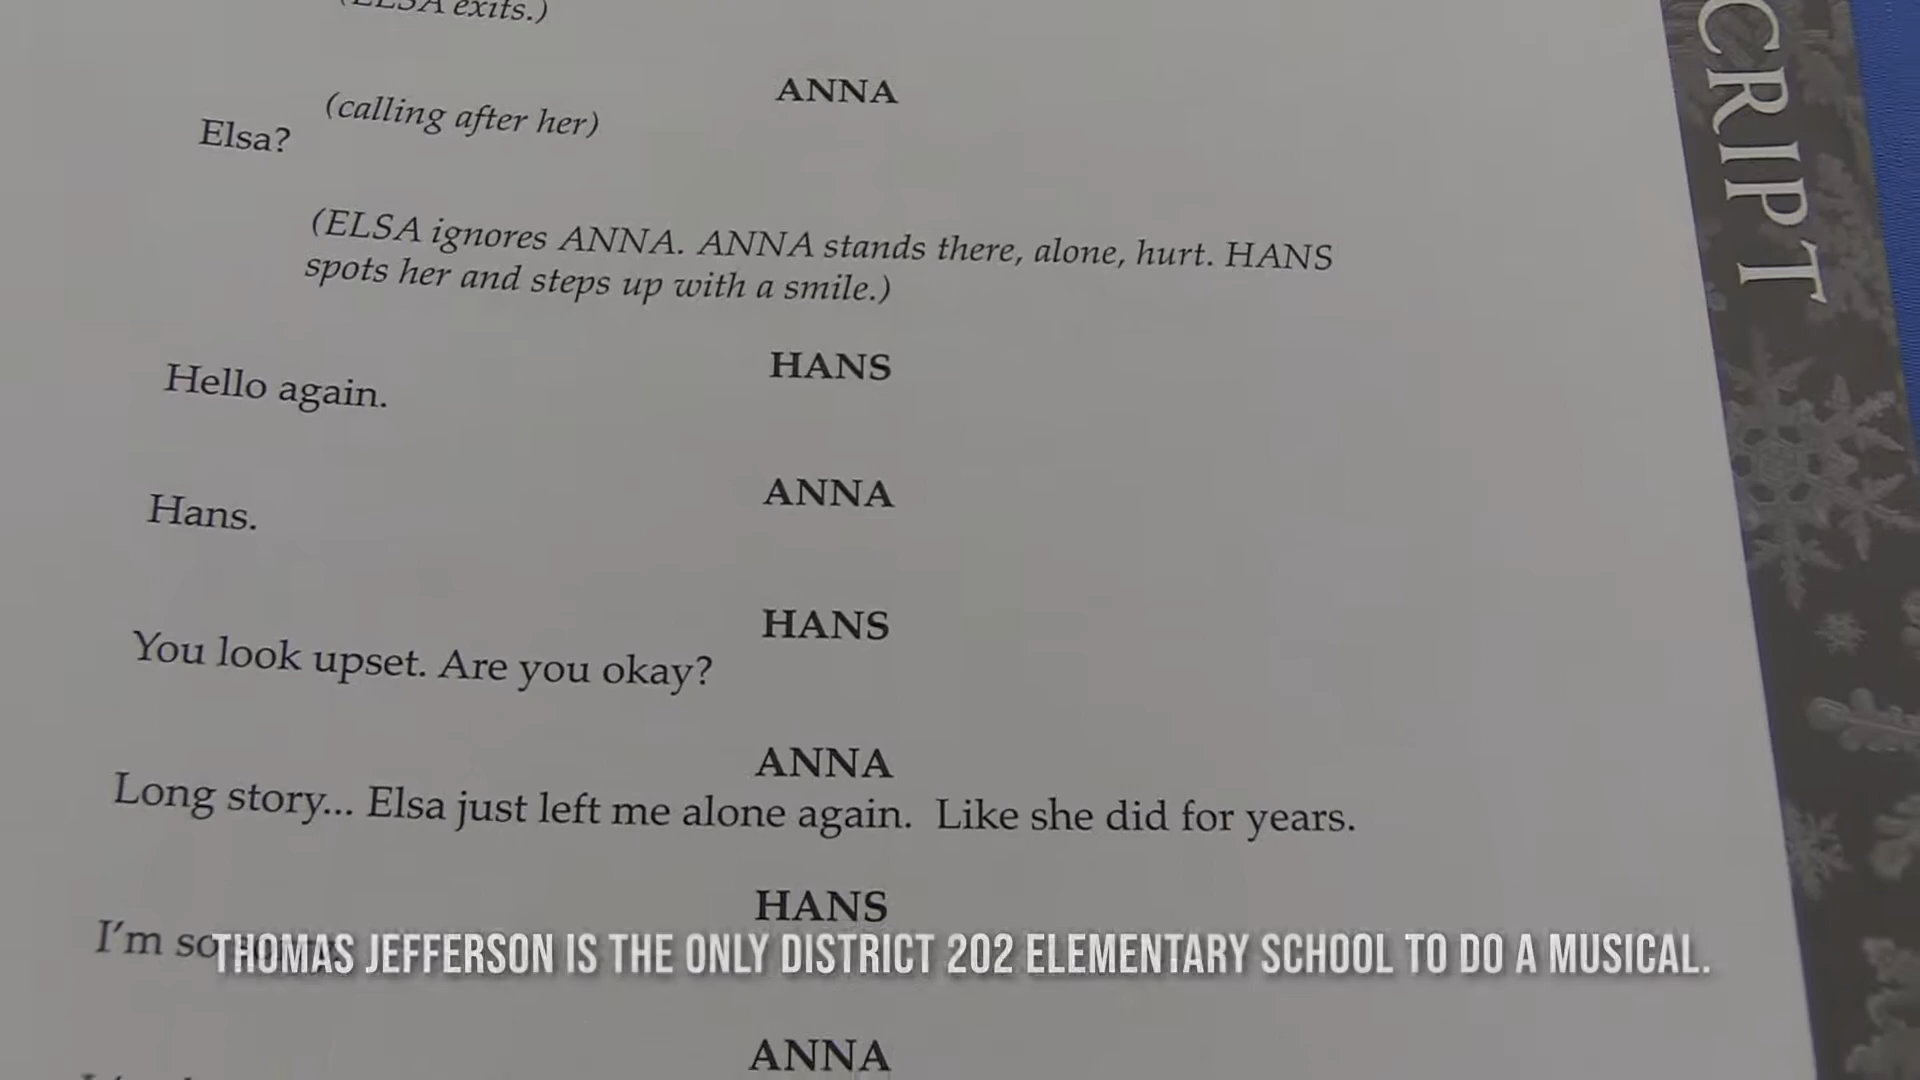 (ELSA exits.)
ANNA
(calling after her)
Elsa?
(ELSA ignores ANNA. ANNA stands there, alone, hurt. HANS
spots her and steps up with a smile.)
HANS
Hello again.
ANNA
Hans.
HANS
You look upset. Are you okay?
ANNA
Long story... Elsa just left me alone again. Like she did for years.
HANS
I'm so
THOMAS JEFFERSON IS THE ONLY DISTRICT 202 ELEMENTARY SCHOOL TO DO A MUSICAL.
ANNA
CRIPT